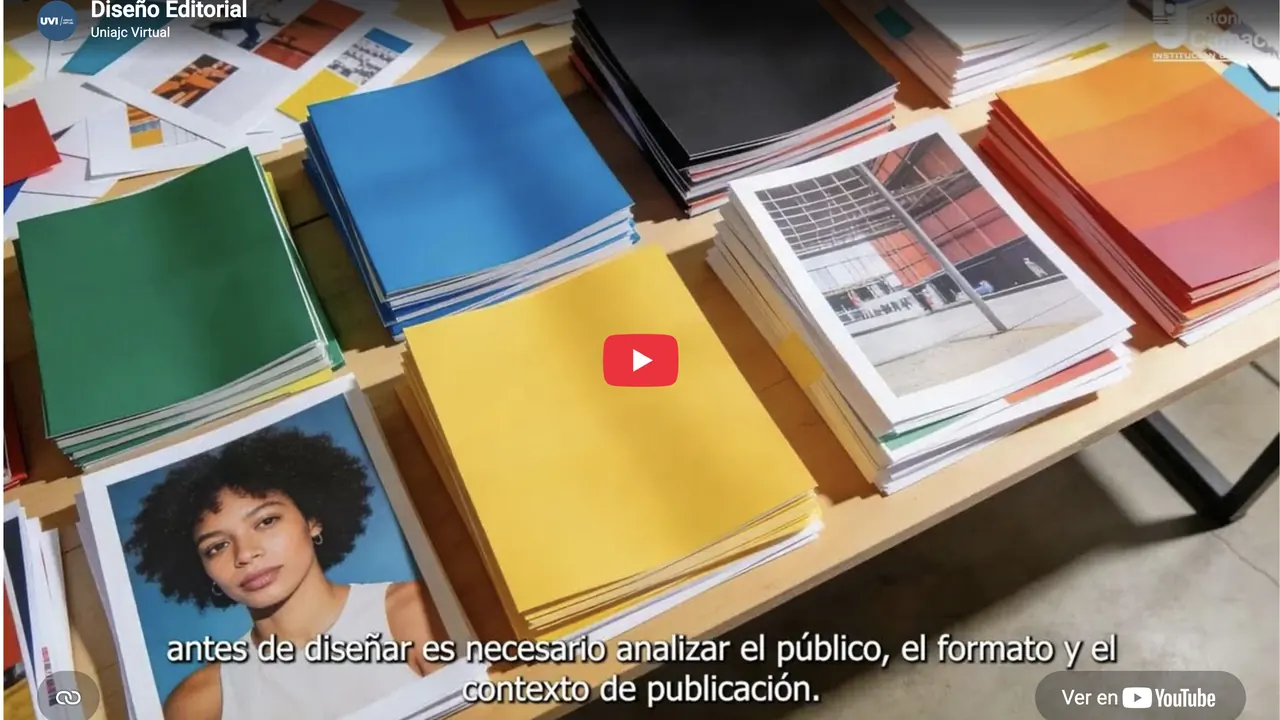 Diseño Editorial
UVI
Uniajc Virtual
INSTITUCIÓN
antes de diseñar es necesario analizar el público, el formato y el
contexto de publicación.
Ver en YouTube